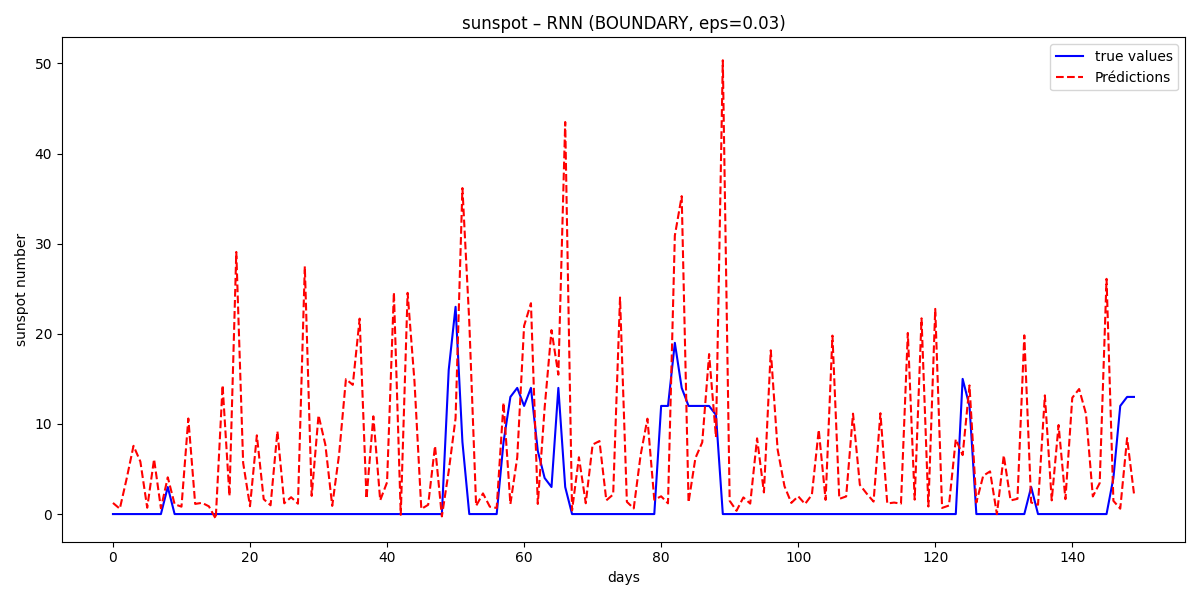 sunspot – RNN (BOUNDARY, eps=0.03)
true values
Prédictions
sunspot number
50
40
30
20
10
0
0 20 40 60 80 100 120 140
days